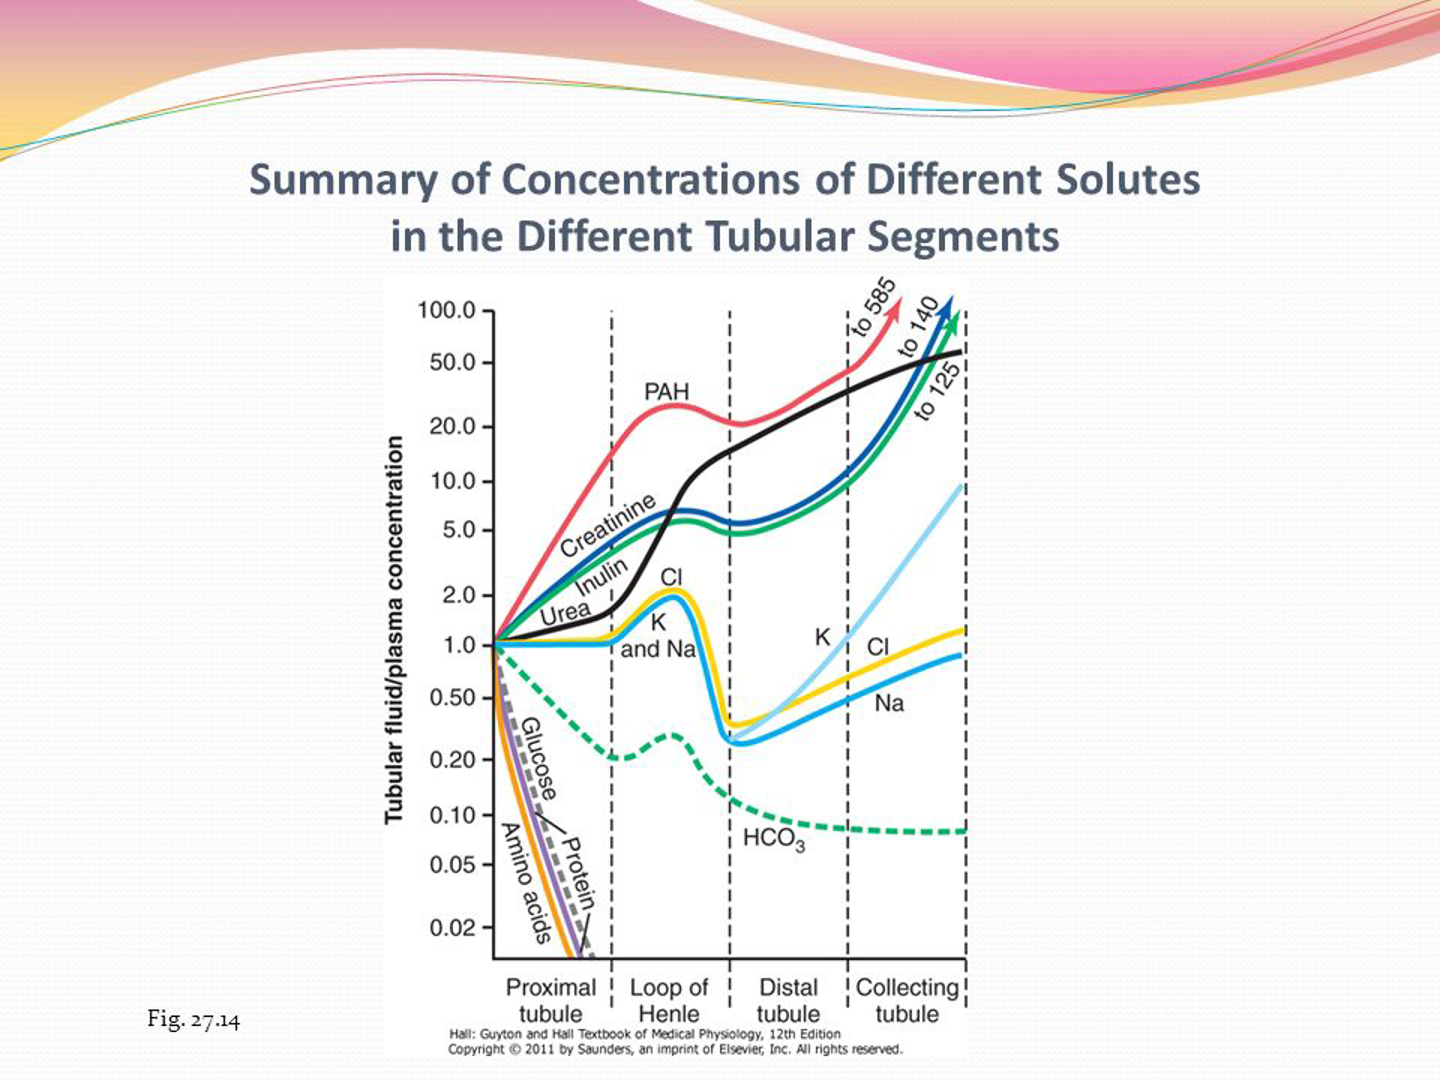 Summary of Concentrations of Different Solutes
in the Different Tubular Segments
Tubular fluid/plasma concentration
100.0
50.0
20.0
10.0
5.0
2.0
1.0
0.50
0.20
0.10
0.05
0.02
to 585
to 140
to 125
PAH
Creatinine
Inulin
Urea
Cl
K
and Na
K
Cl
Na
Glucose
Protein
Amino acids
HCO3
Proximal
tubule
Loop of
Henle
Distal
tubule
Collecting
tubule
Fig. 27.14
Hall: Guyton and Hall Textbook of Medical Physiology, 12th Edition
Copyright © 2011 by Saunders, an imprint of Elsevier, Inc. All rights reserved.